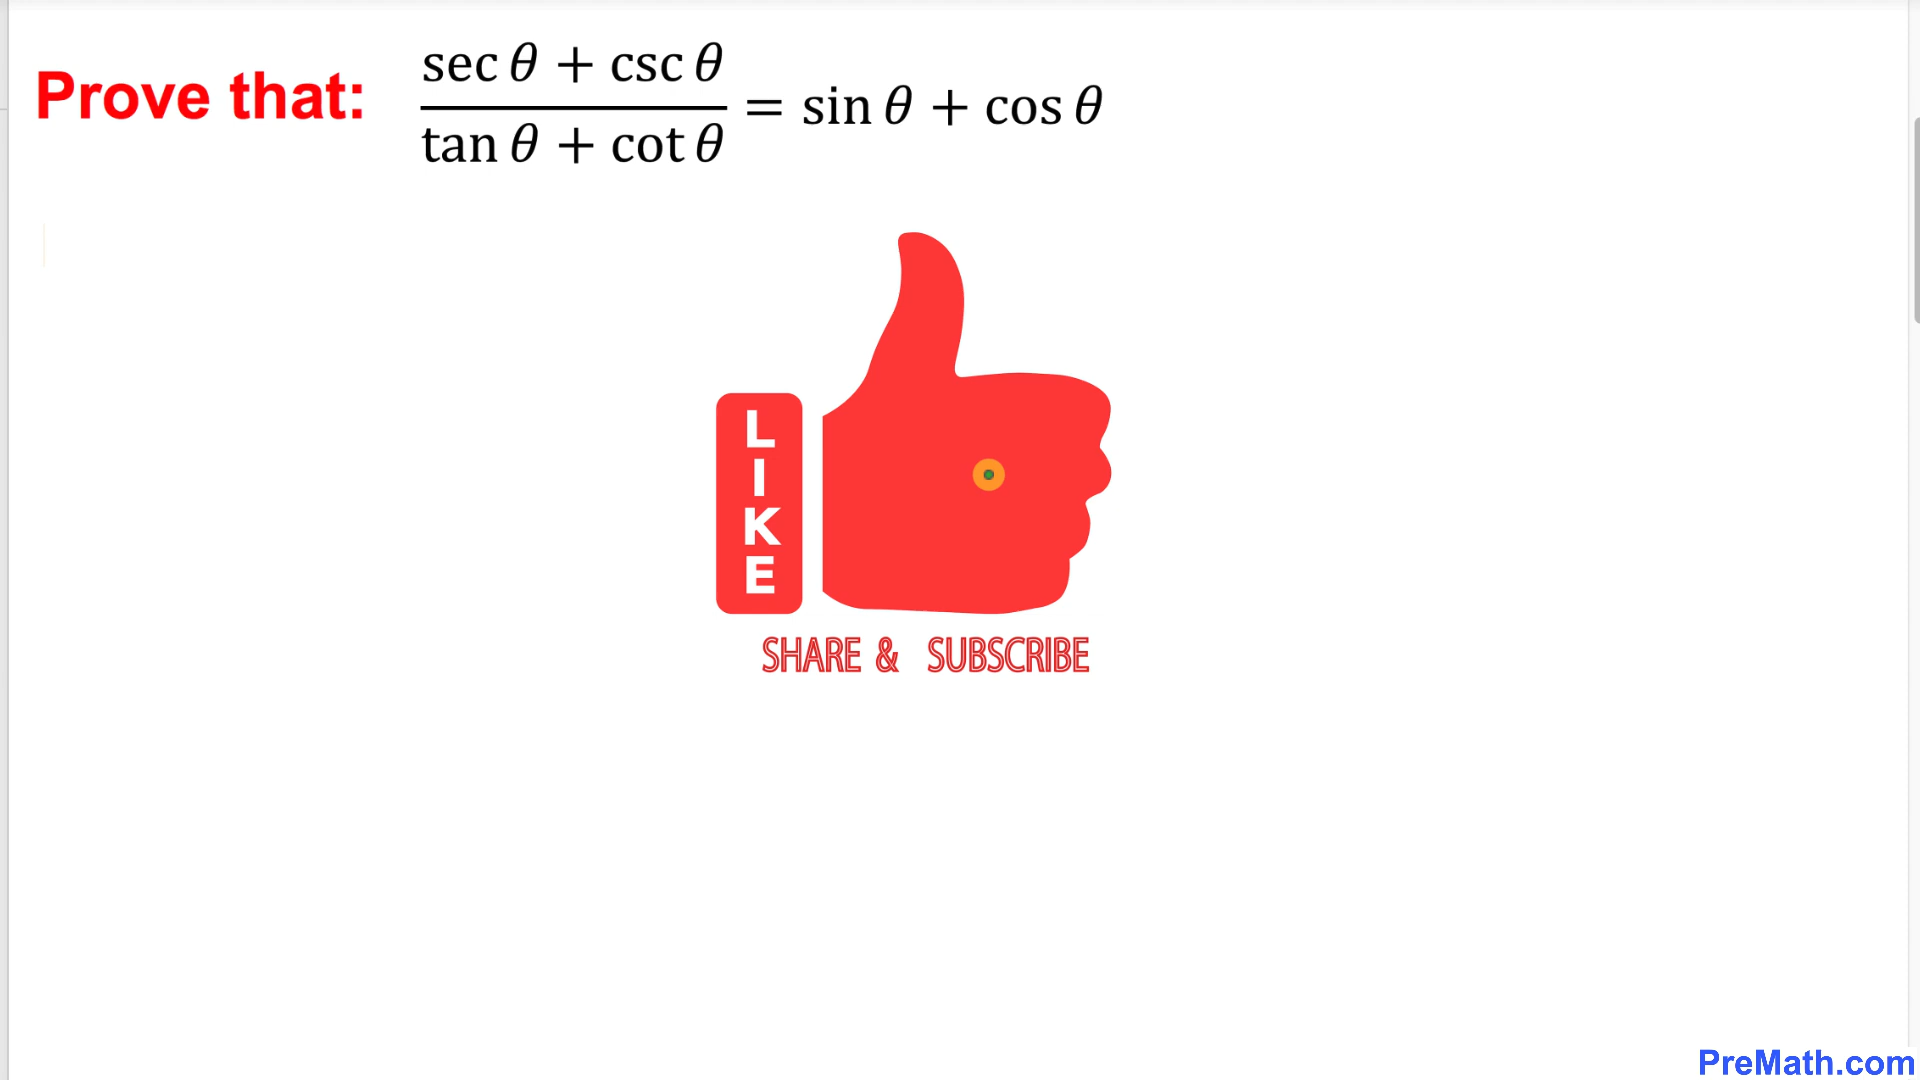 Prove that: (sec θ + csc θ) / (tan θ + cot θ) = sin θ + cos θ
L
I
K
E
SHARE & SUBSCRIBE
PreMath.com